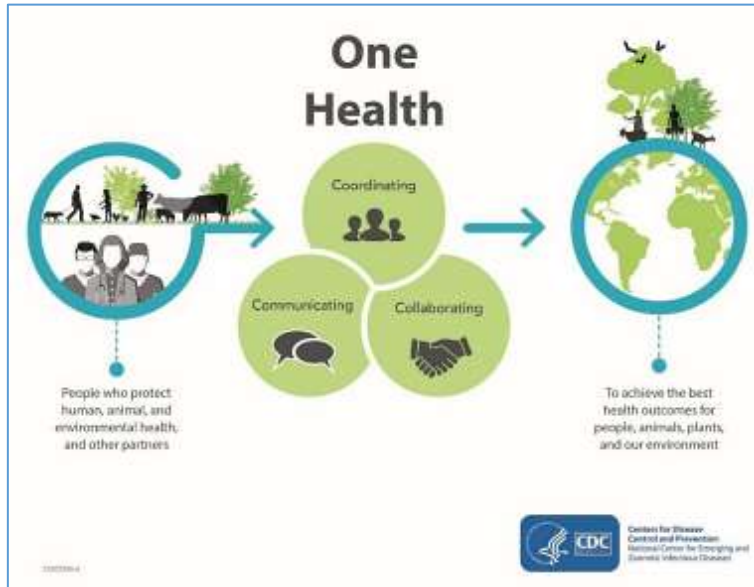 One
Health
Coordinating
Communicating
Collaborating
People who protect
human, animal, and
environmental health,
and other partners
To achieve the best
health outcomes for
people, animals, plants,
and our environment
CDC
Centers for Disease
Control and Prevention
National Center for Emerging and
Zoonotic Infectious Diseases